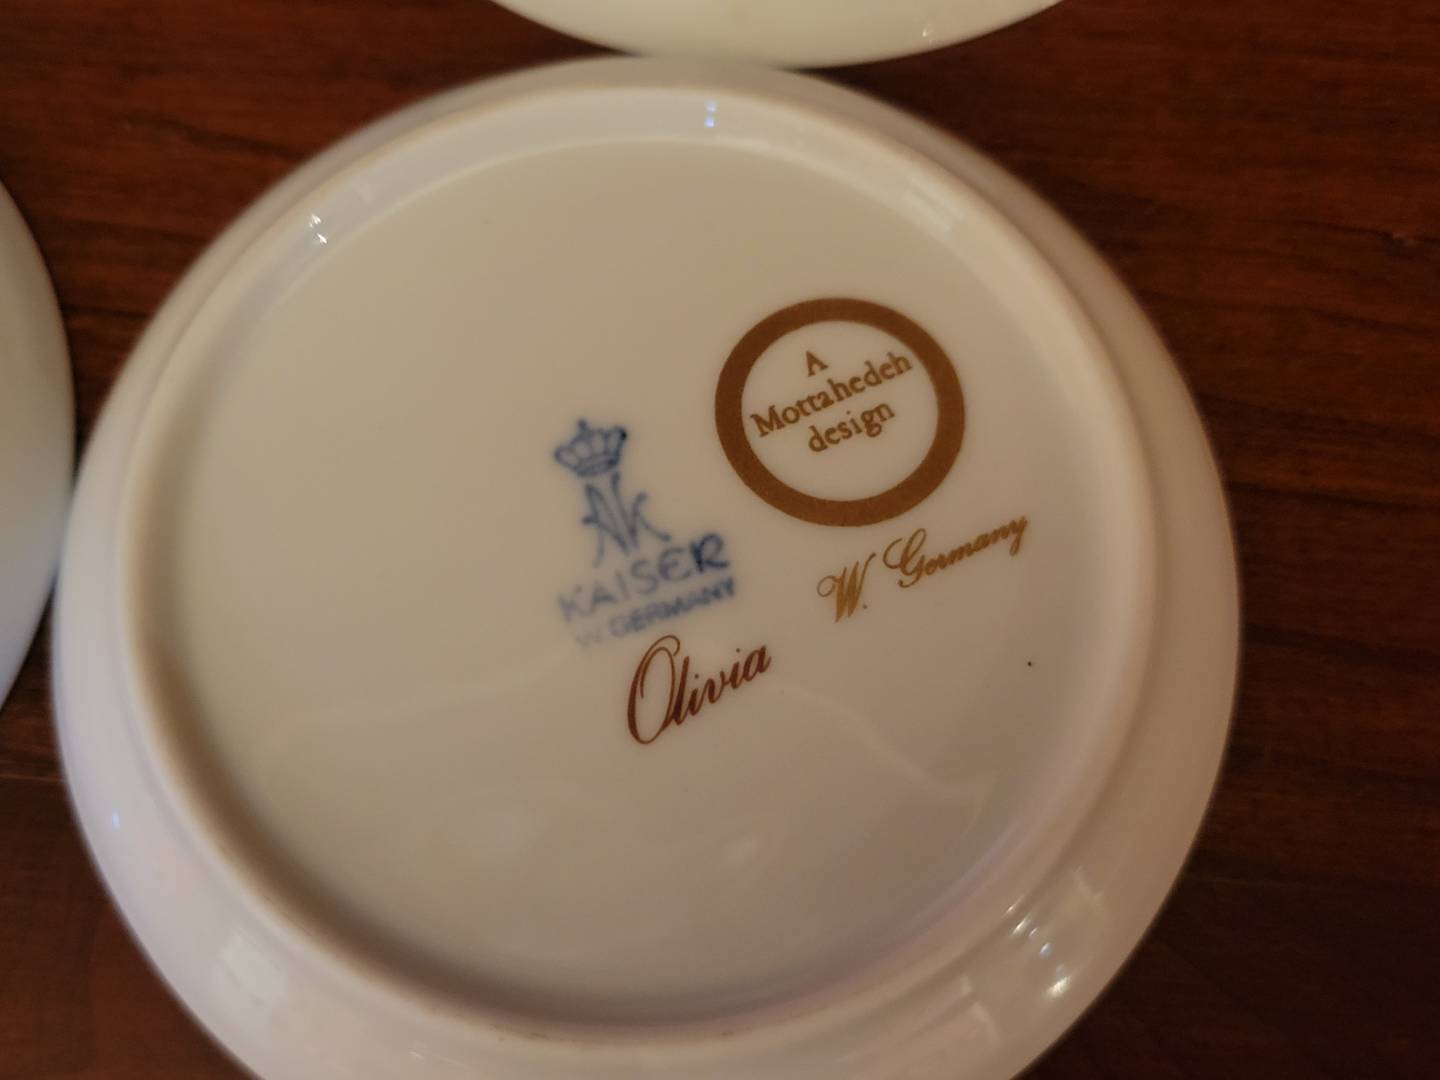 A
Mottahedeh
design
W. Germany
AK
KAISER
W. GERMANY
Olivia